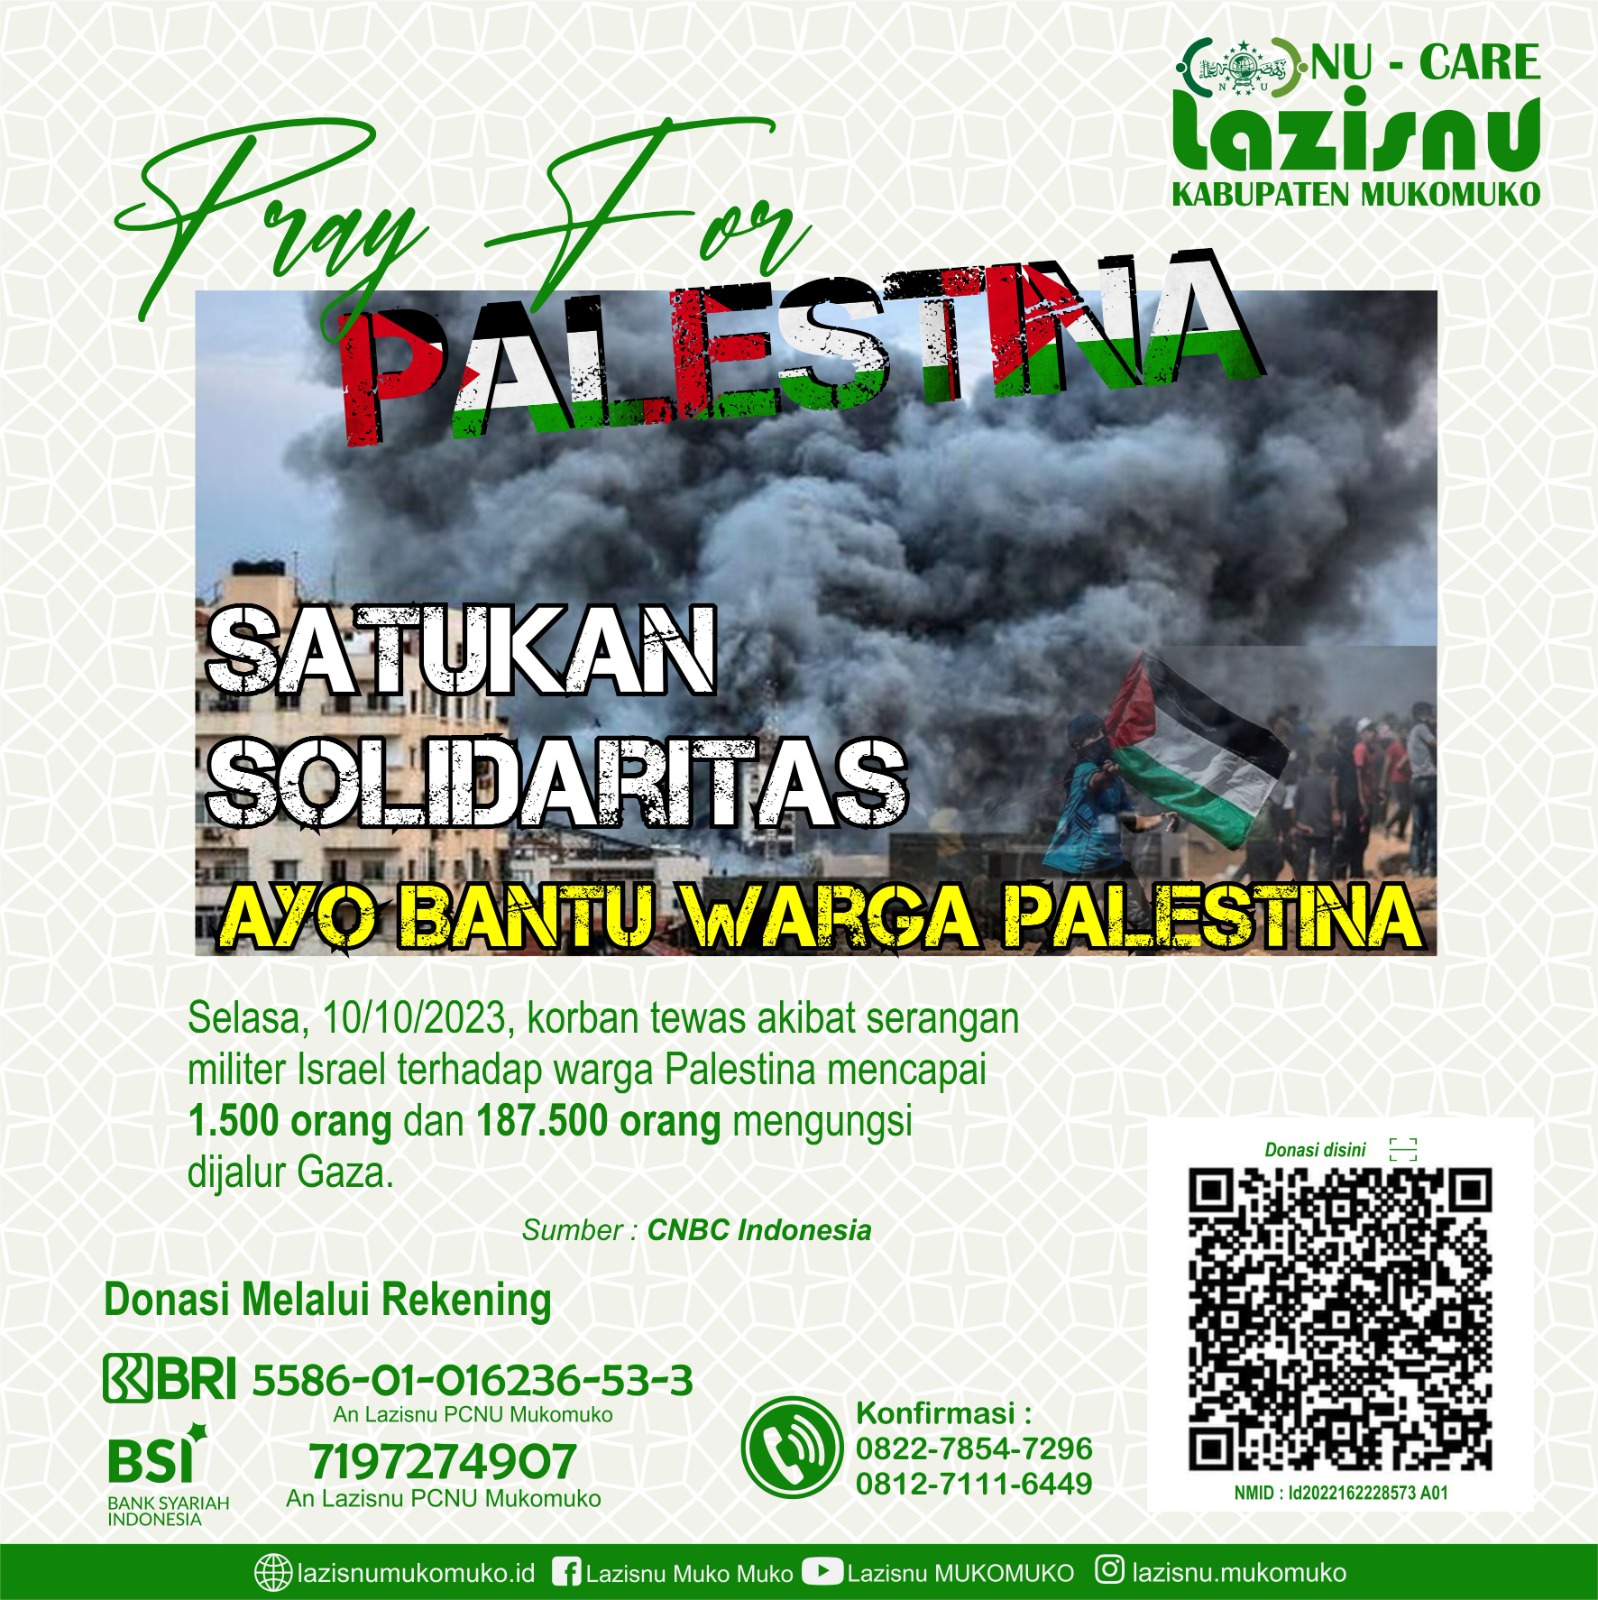 NU - CARE
Lazisnu
KABUPATEN MUKOMUKO
Pray For
PALESTINA
SATUKAN
SOLIDARITAS
AYO BANTU WARGA PALESTINA
Selasa, 10/10/2023, korban tewas akibat serangan
militer Israel terhadap warga Palestina mencapai
1.500 orang dan 187.500 orang mengungsi
dijalur Gaza.
Sumber : CNBC Indonesia
Donasi Melalui Rekening
BRI 5586-01-016236-53-3
An Lazisnu PCNU Mukomuko
BSI 7197274907
BANK SYARIAH
INDONESIA
An Lazisnu PCNU Mukomuko
Konfirmasi :
0822-7854-7296
0812-7111-6449
Donasi disini
NMID : Id2022162228573 A01
lazisnumukomuko.id Lazisnu Muko Muko Lazisnu MUKOMUKO lazisnu.mukomuko